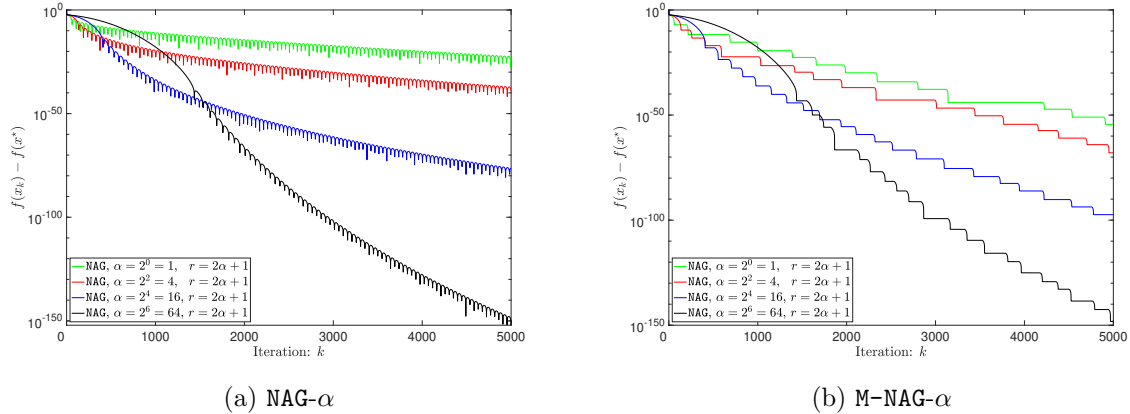 10^0
10^-50
10^-100
10^-150
f(x_k) − f(x^*)
NAG, α = 2^0 = 1, r = 2α + 1
NAG, α = 2^2 = 4, r = 2α + 1
NAG, α = 2^4 = 16, r = 2α + 1
NAG, α = 2^6 = 64, r = 2α + 1
0 1000 2000 3000 4000 5000
Iteration: k
(a) NAG-α
10^0
10^-50
10^-100
10^-150
f(x_k) − f(x^*)
NAG, α = 2^0 = 1, r = 2α + 1
NAG, α = 2^2 = 4, r = 2α + 1
NAG, α = 2^4 = 16, r = 2α + 1
NAG, α = 2^6 = 64, r = 2α + 1
0 1000 2000 3000 4000 5000
Iteration: k
(b) M-NAG-α